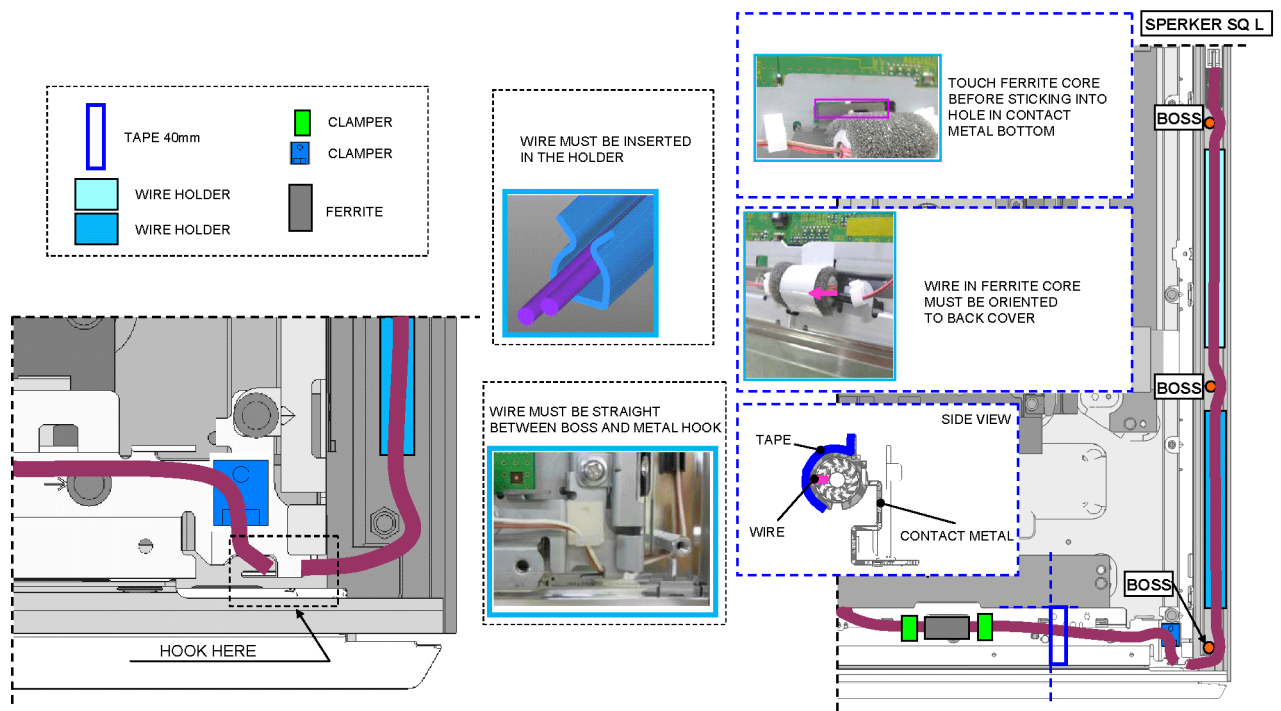 SPERKER SQ L
TAPE 40mm
CLAMPER
CLAMPER
WIRE HOLDER
WIRE HOLDER
FERRITE
WIRE MUST BE INSERTED
IN THE HOLDER
TOUCH FERRITE CORE
BEFORE STICKING INTO
HOLE IN CONTACT
METAL BOTTOM
BOSS
WIRE IN FERRITE CORE
MUST BE ORIENTED
TO BACK COVER
BOSS
WIRE MUST BE STRAIGHT
BETWEEN BOSS AND METAL HOOK
SIDE VIEW
TAPE
WIRE
CONTACT METAL
BOSS
HOOK HERE